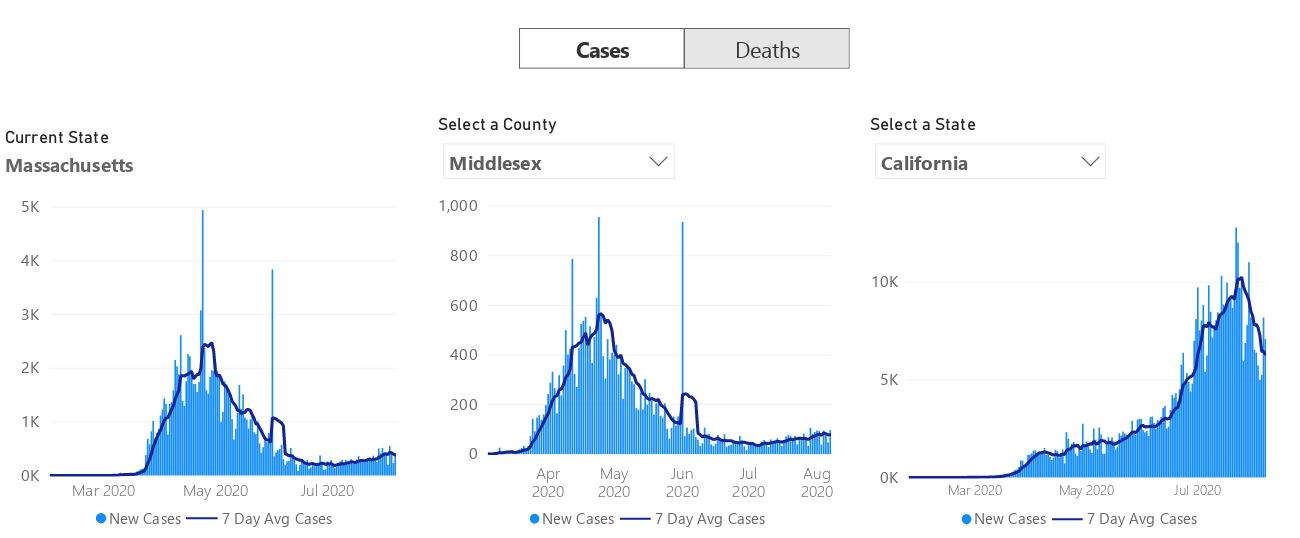 Cases
Deaths
Current State
Massachusetts
5K
4K
3K
2K
1K
0K
Mar 2020 May 2020 Jul 2020
New Cases 7 Day Avg Cases
Select a County
Middlesex
1,000
800
600
400
200
0
Apr May Jun Jul Aug
2020 2020 2020 2020 2020
New Cases 7 Day Avg Cases
Select a State
California
10K
5K
0K
Mar 2020 May 2020 Jul 2020
New Cases 7 Day Avg Cases